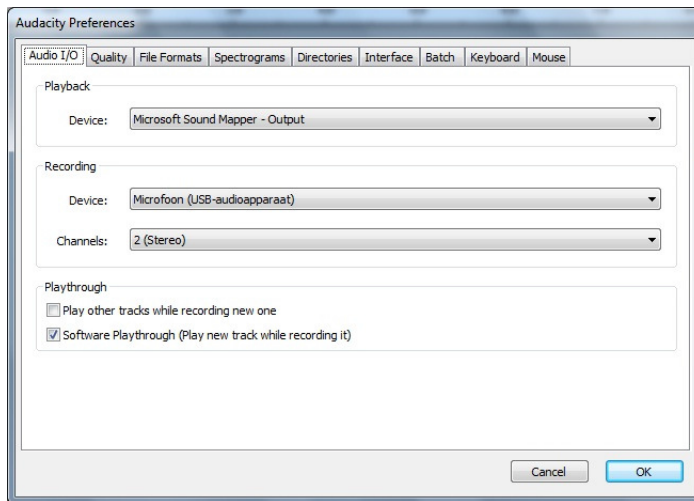 Audacity Preferences
Audio I/O Quality File Formats Spectrograms Directories Interface Batch Keyboard Mouse
Playback
Device: Microsoft Sound Mapper - Output
Recording
Device: Microfoon (USB-audioapparaat)
Channels: 2 (Stereo)
Playthrough
Play other tracks while recording new one
Software Playthrough (Play new track while recording it)
Cancel OK